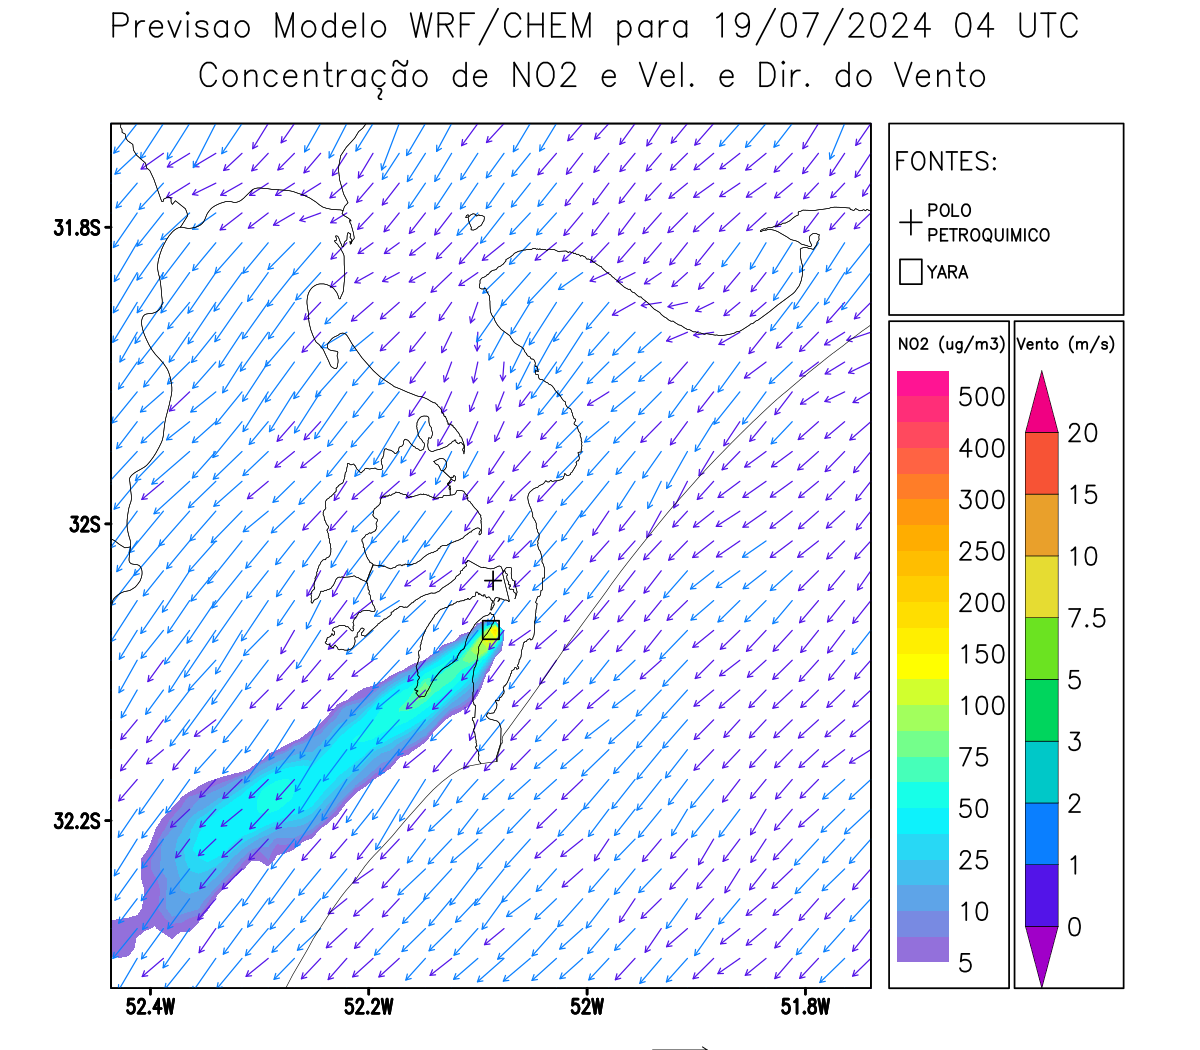 Previsao Modelo WRF/CHEM para 19/07/2024 04 UTC
Concentração de NO2 e Vel. e Dir. do Vento
FONTES:
POLO
PETROQUIMICO
YARA
NO2 (ug/m3)
500
400
300
250
200
150
100
75
50
25
10
5
Vento (m/s)
20
15
10
7.5
5
3
2
1
0
31.8S
32S
32.2S
52.4W
52.2W
52W
51.8W